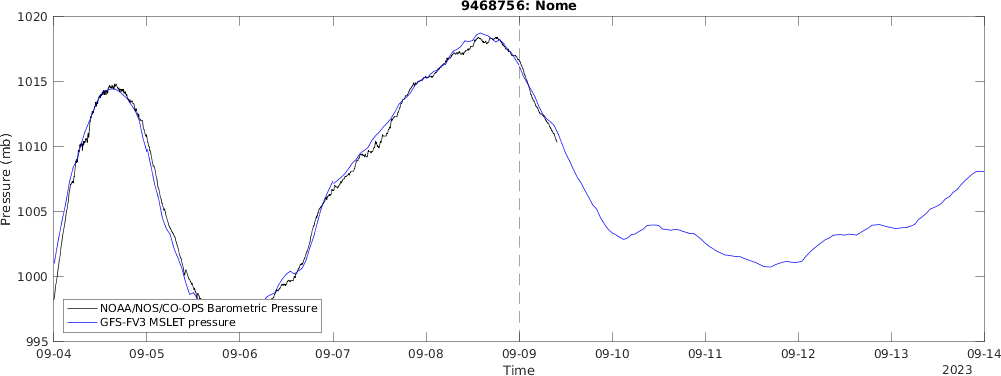 9468756: Nome
1020
1015
1010
1005
1000
995
Pressure (mb)
NOAA/NOS/CO-OPS Barometric Pressure
GFS-FV3 MSLET pressure
09-04 09-05 09-06 09-07 09-08 09-09 09-10 09-11 09-12 09-13 09-14
Time
2023